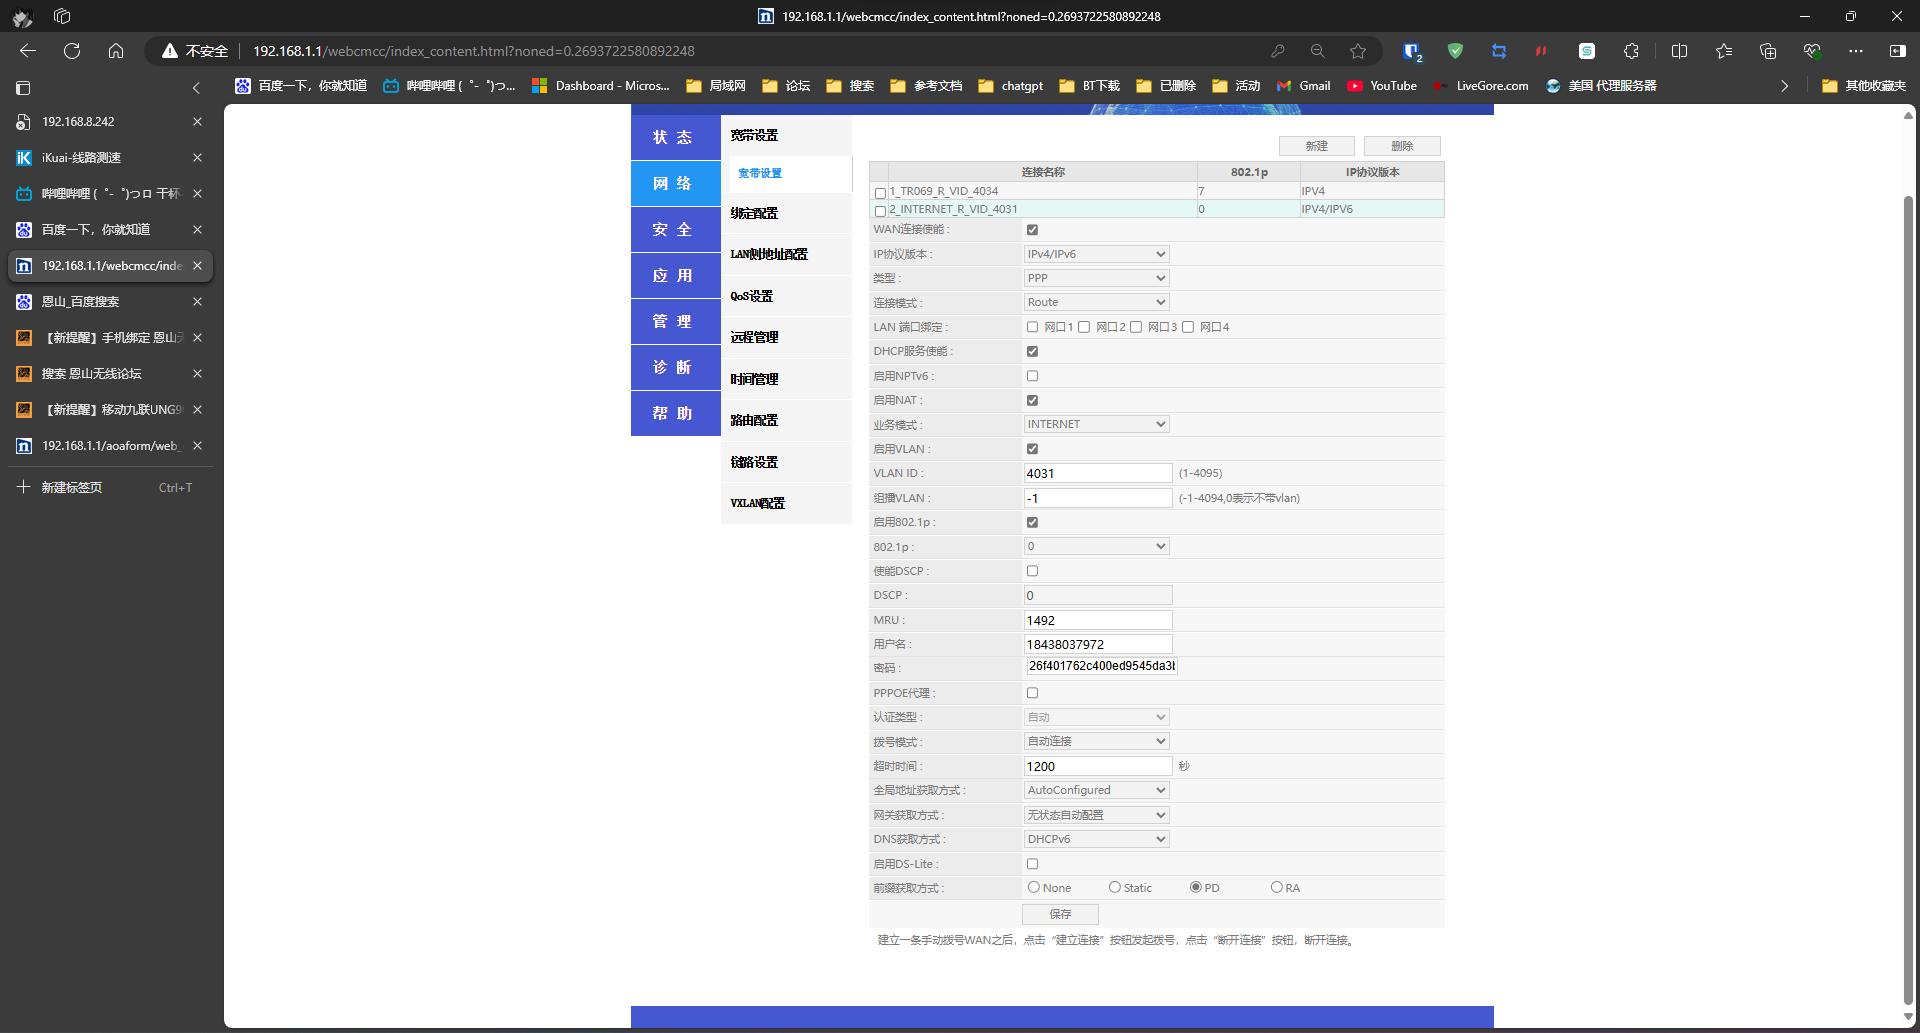 192.168.1.1/webcmcc/index_content.html?noned=0.2693722580892248
不安全 192.168.1.1/webcmcc/index_content.html?noned=0.2693722580892248
2
百度一下，你就知道 哔哩哔哩 (゜-゜)つ... Dashboard - Micros... 局域网 论坛 搜索 参考文档 chatgpt BT下载 已删除 活动 Gmail YouTube LiveGore.com 美国 代理服务器 其他收藏夹
192.168.8.242
iKuai-线路测速
哔哩哔哩 (゜-゜)つロ 干杯
百度一下，你就知道
192.168.1.1/webcmcc/inde
恩山_百度搜索
【新提醒】手机绑定 恩山
搜索 恩山无线论坛
【新提醒】移动九联UNG9
192.168.1.1/aoaform/web_
新建标签页 Ctrl+T
状 态
网 络
安 全
应 用
管 理
诊 断
帮 助
宽带设置
宽带设置
绑定配置
LAN侧地址配置
QoS设置
远程管理
时间管理
路由配置
链路设置
VXLAN配置
新建 删除
连接名称 802.1p IP协议版本
1_TR069_R_VID_4034 7 IPV4
2_INTERNET_R_VID_4031 0 IPV4/IPV6
WAN连接使能 :
IP协议版本 : IPv4/IPv6
类型 : PPP
连接模式 : Route
LAN 端口绑定 : 网口1 网口2 网口3 网口4
DHCP服务使能 :
启用NPTv6 :
启用NAT :
业务模式 : INTERNET
启用VLAN :
VLAN ID : 4031 (1-4095)
组播VLAN : -1 (-1-4094,0表示不带vlan)
启用802.1p :
802.1p : 0
使能DSCP :
DSCP : 0
MRU : 1492
用户名 : 18438037972
密码 : 26f401762c400ed9545da3
PPPOE代理 :
认证类型 : 自动
拨号模式 : 自动连接
超时时间 : 1200 秒
全局地址获取方式 : AutoConfigured
网关获取方式 : 无状态自动配置
DNS获取方式 : DHCPv6
启用DS-Lite :
前缀获取方式 : None Static PD RA
保存
建立一条手动拨号WAN之后，点击“建立连接”按钮发起拨号，点击“断开连接”按钮，断开连接。